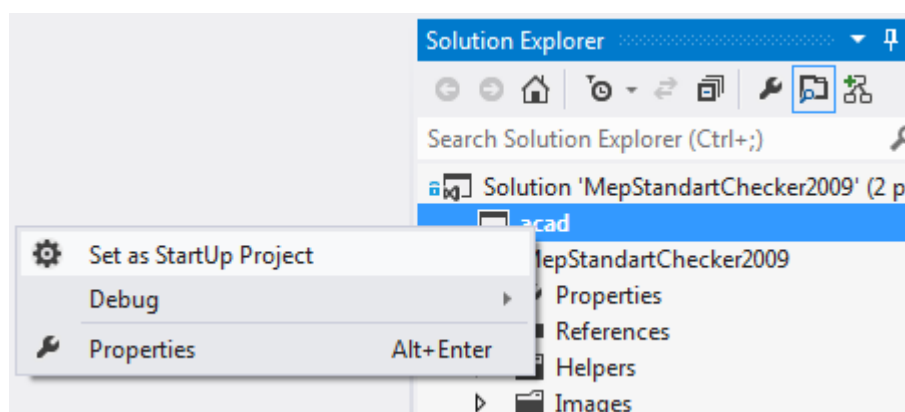 Solution Explorer
Search Solution Explorer (Ctrl+;)
Solution 'MepStandartChecker2009' (2 p
acad
Set as StartUp Project
MepStandartChecker2009
Debug
Properties
References
Properties Alt+Enter
Helpers
Images